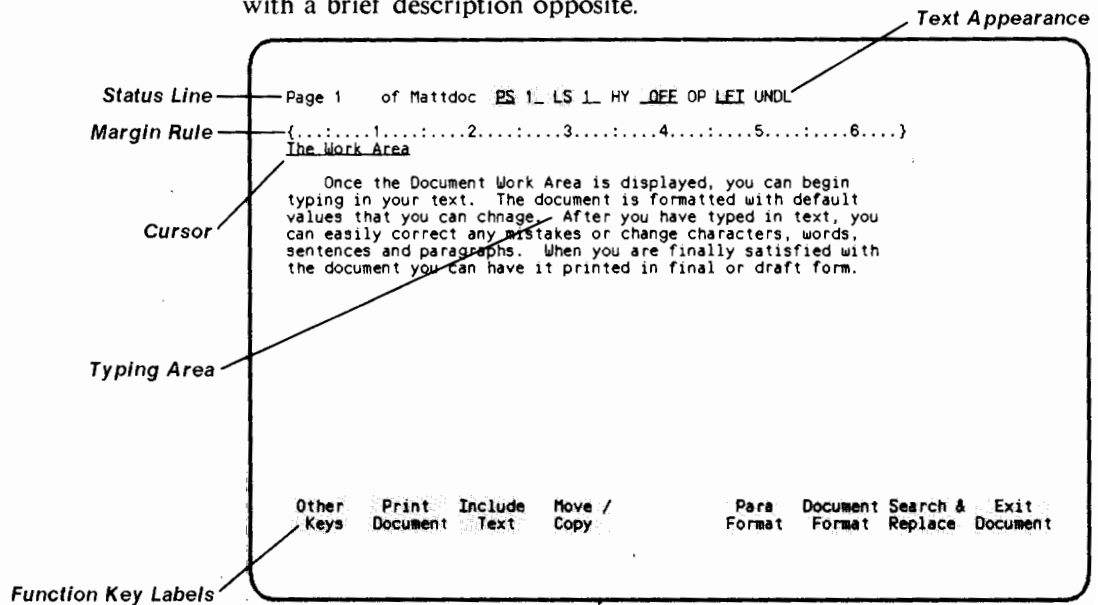 with a brief description opposite.
Text Appearance
Status Line
Page 1 of Mattdoc PS 1_ LS 1_ HY _OFF OP LFT UNDL
Margin Rule
{...:....1....:....2....:....3....:....4....:....5....:....6....}
The Work Area
Cursor
Once the Document Work Area is displayed, you can begin
typing in your text. The document is formatted with default
values that you can chnage. After you have typed in text, you
can easily correct any mistakes or change characters, words,
sentences and paragraphs. When you are finally satisfied with
the document you can have it printed in final or draft form.
Typing Area
Other Print Include Move / Para Document Search & Exit
Keys Document Text Copy Format Format Replace Document
Function Key Labels